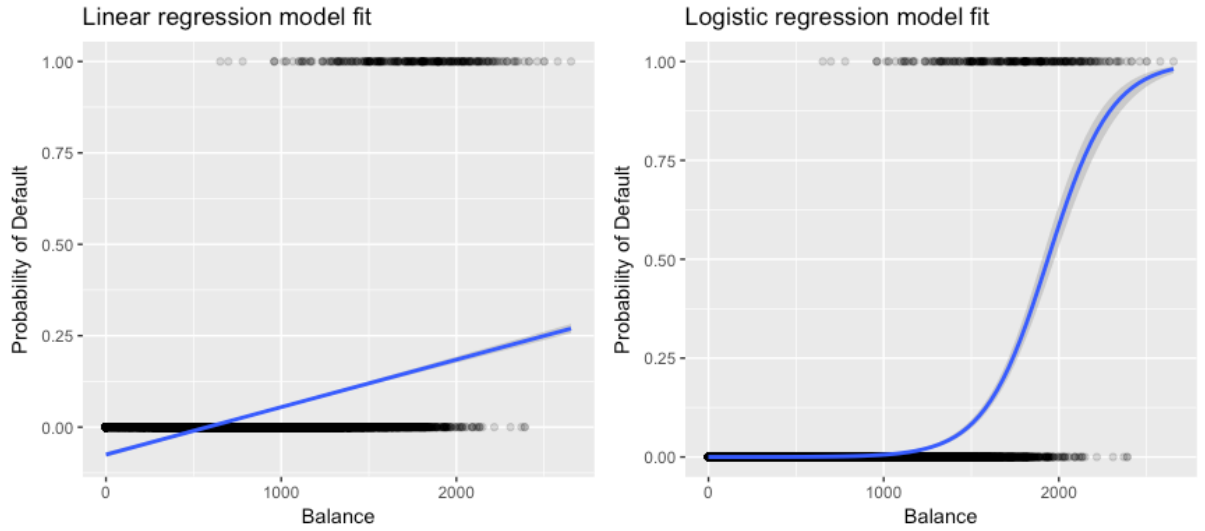 Linear regression model fit
Probability of Default
1.00
0.75
0.50
0.25
0.00
0
1000
2000
Balance
Logistic regression model fit
Probability of Default
1.00
0.75
0.50
0.25
0.00
0
1000
2000
Balance